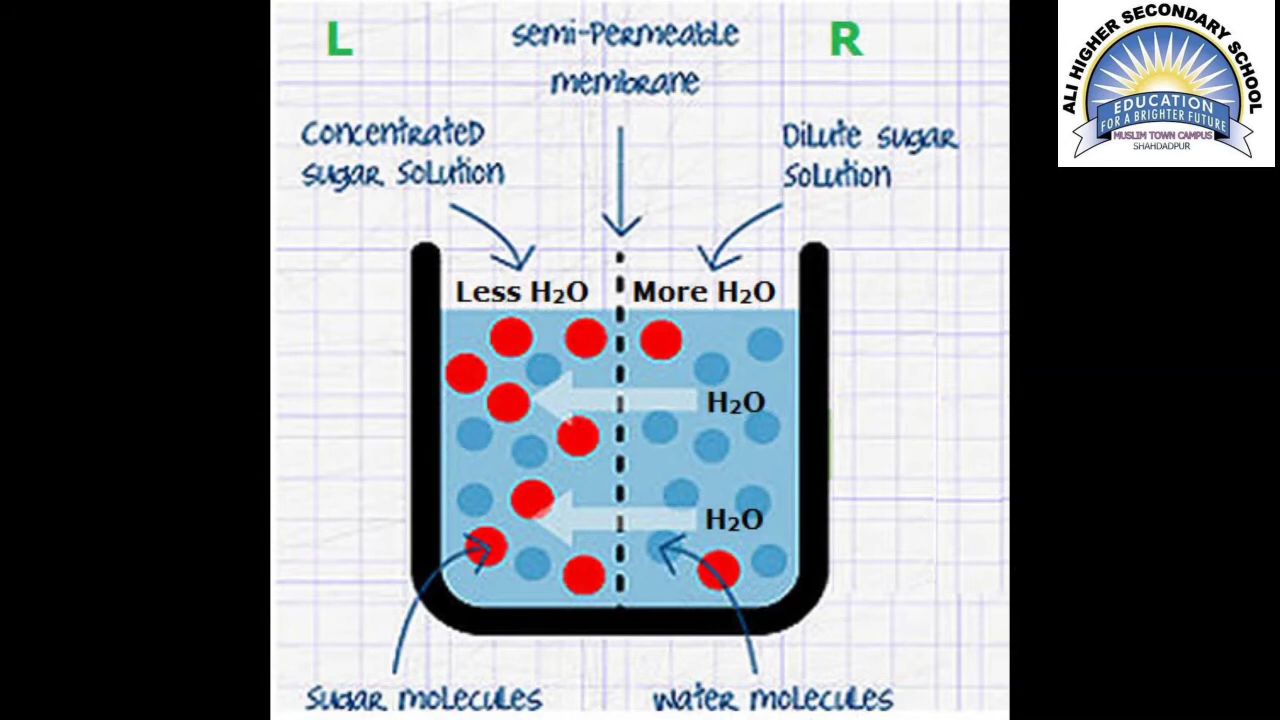 L
semi-permeable
membrane
R
Concentrated
sugar solution
Dilute sugar
solution
Less H₂O
More H₂O
H₂O
H₂O
sugar molecules
water molecules
ALI HIGHER SECONDARY SCHOOL
EDUCATION
FOR A BRIGHTER FUTURE
MUSLIM TOWN CAMPUS
SHAHDADPUR